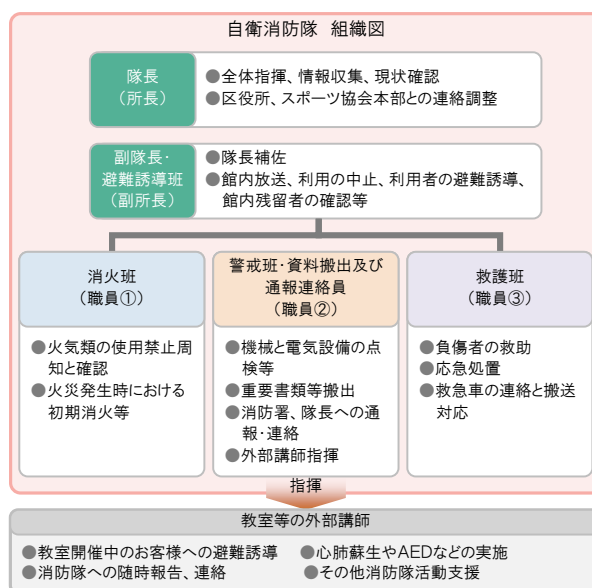 自衛消防隊 組織図
隊長
(所長)
●全体指揮、情報収集、現状確認
●区役所、スポーツ協会本部との連絡調整
副隊長・
避難誘導班
(副所長)
●隊長補佐
●館内放送、利用の中止、利用者の避難誘導、
館内残留者の確認等
消火班
(職員①)
●火気類の使用禁止周
知と確認
●火災発生時における
初期消火等
警戒班・資料搬出及び
通報連絡員
(職員②)
●機械と電気設備の点
検等
●重要書類等搬出
●消防署、隊長への通
報・連絡
●外部講師指揮
救護班
(職員③)
●負傷者の救助
●応急処置
●救急車の連絡と搬送
対応
指揮
教室等の外部講師
●教室開催中のお客様への避難誘導
●消防隊への随時報告、連絡
●心肺蘇生やAEDなどの実施
●その他消防隊活動支援